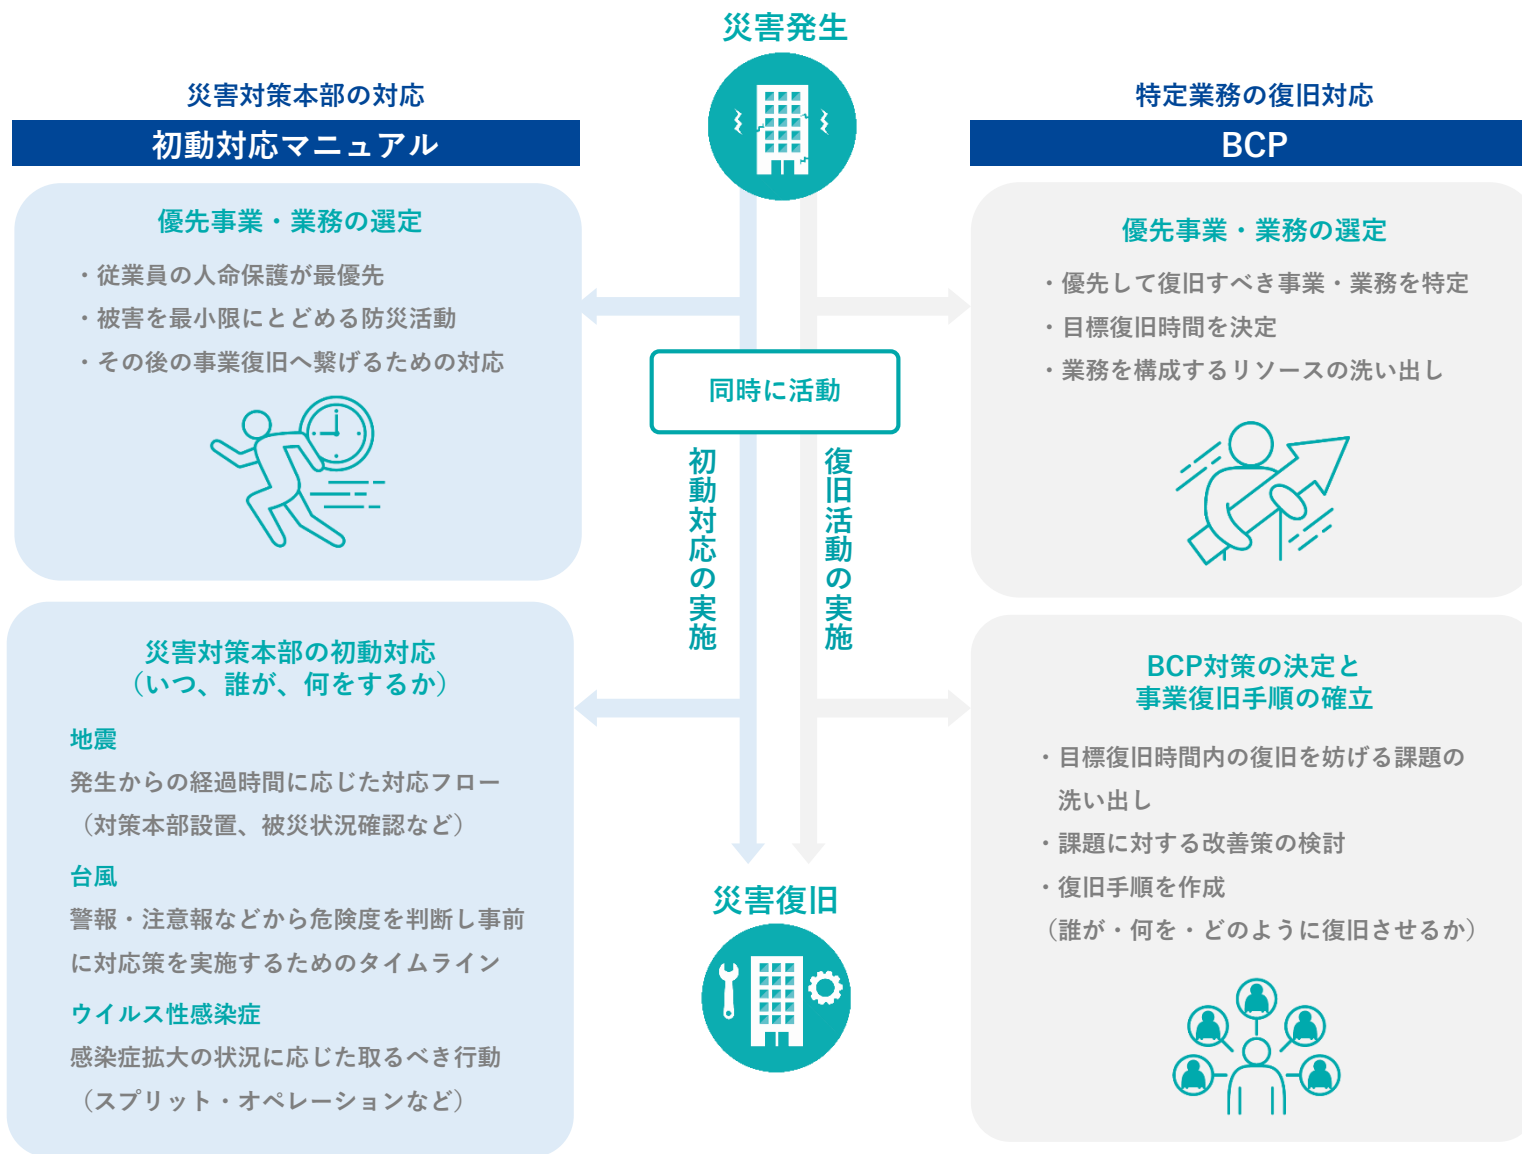 災害発生
災害対策本部の対応
初動対応マニュアル
優先事業・業務の選定
・従業員の人命保護が最優先
・被害を最小限にとどめる防災活動
・その後の事業復旧へ繋げるための対応
災害対策本部の初動対応
（いつ、誰が、何をするか）
地震
発生からの経過時間に応じた対応フロー
（対策本部設置、被災状況確認など）
台風
警報・注意報などから危険度を判断し事前
に対応策を実施するためのタイムライン
ウイルス性感染症
感染症拡大の状況に応じた取るべき行動
（スプリット・オペレーションなど）
同時に活動
初動対応の実施
復旧活動の実施
災害復旧
特定業務の復旧対応
BCP
優先事業・業務の選定
・優先して復旧すべき事業・業務を特定
・目標復旧時間を決定
・業務を構成するリソースの洗い出し
BCP対策の決定と
事業復旧手順の確立
・目標復旧時間内の復旧を妨げる課題の
洗い出し
・課題に対する改善策の検討
・復旧手順を作成
（誰が・何を・どのように復旧させるか）